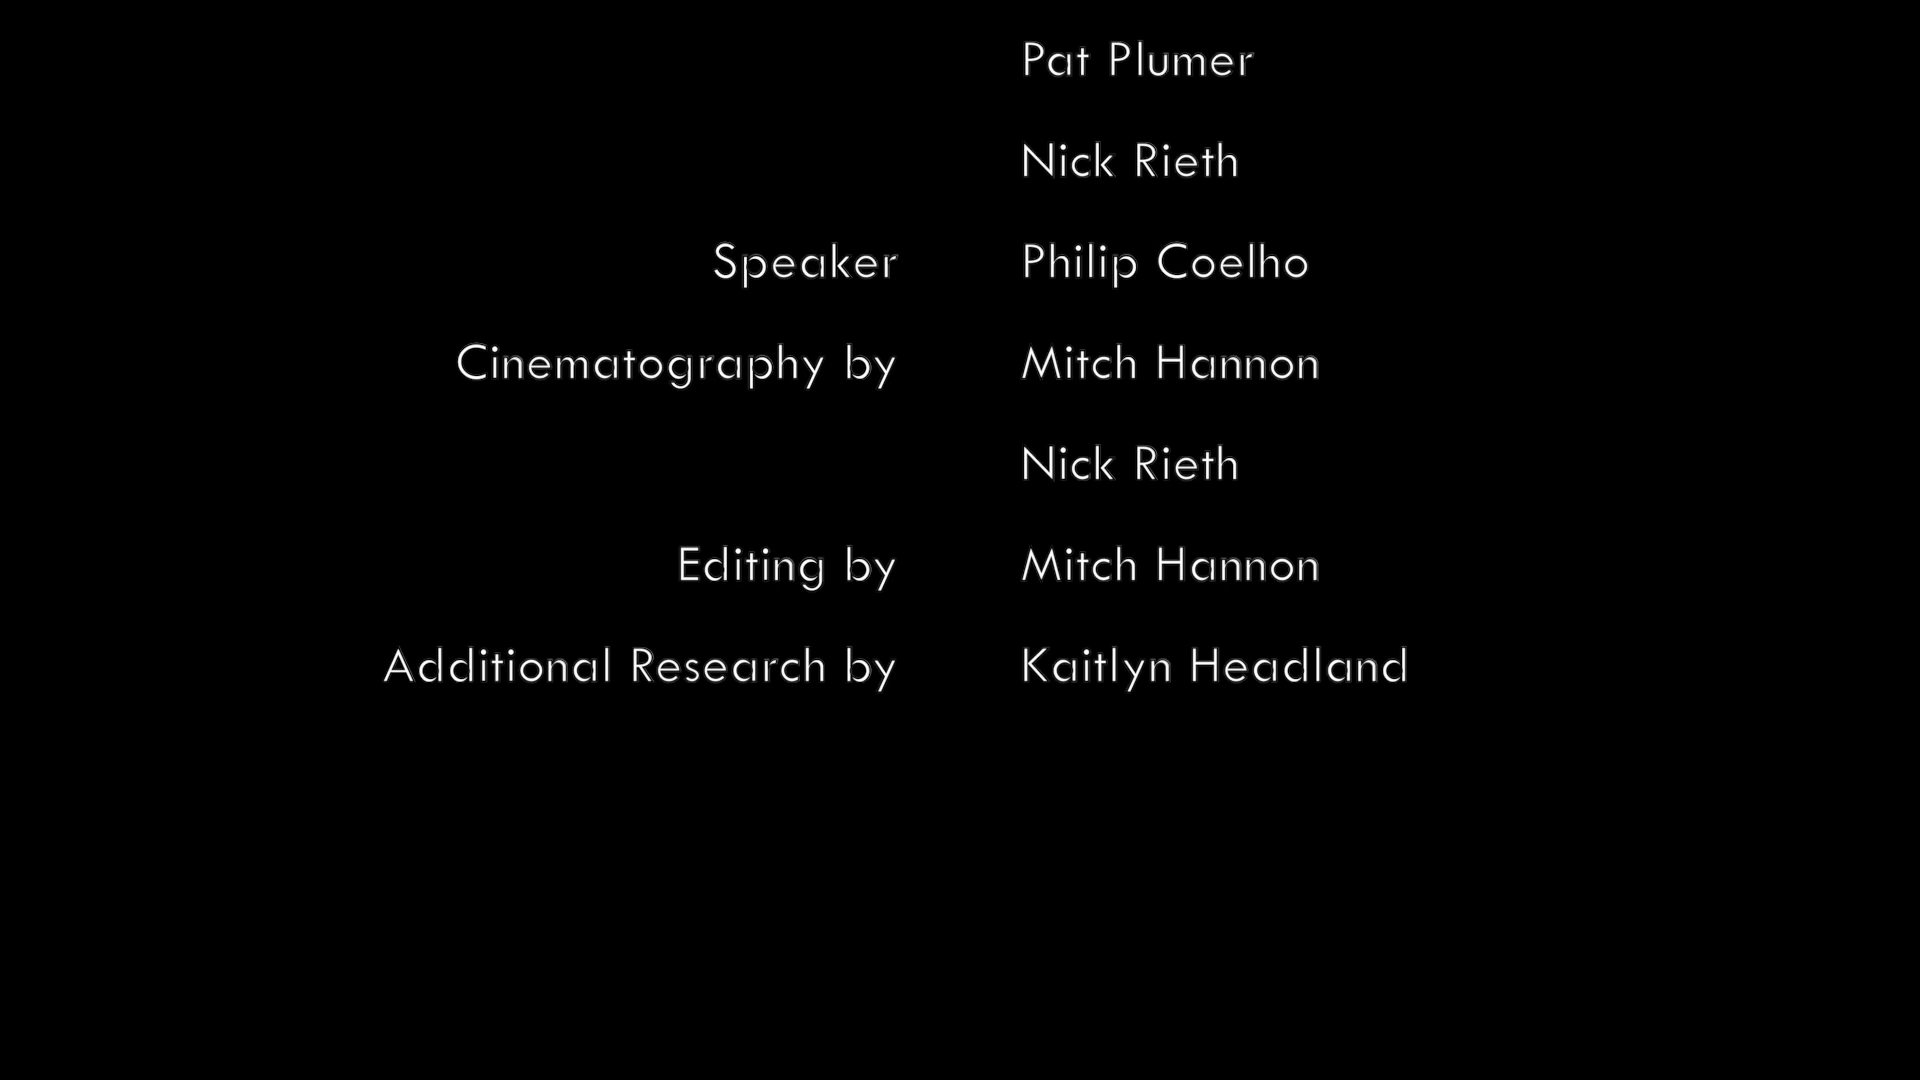 Pat Plumer
Nick Rieth
Speaker Philip Coelho
Cinematography by Mitch Hannon
Nick Rieth
Editing by Mitch Hannon
Additional Research by Kaitlyn Headland